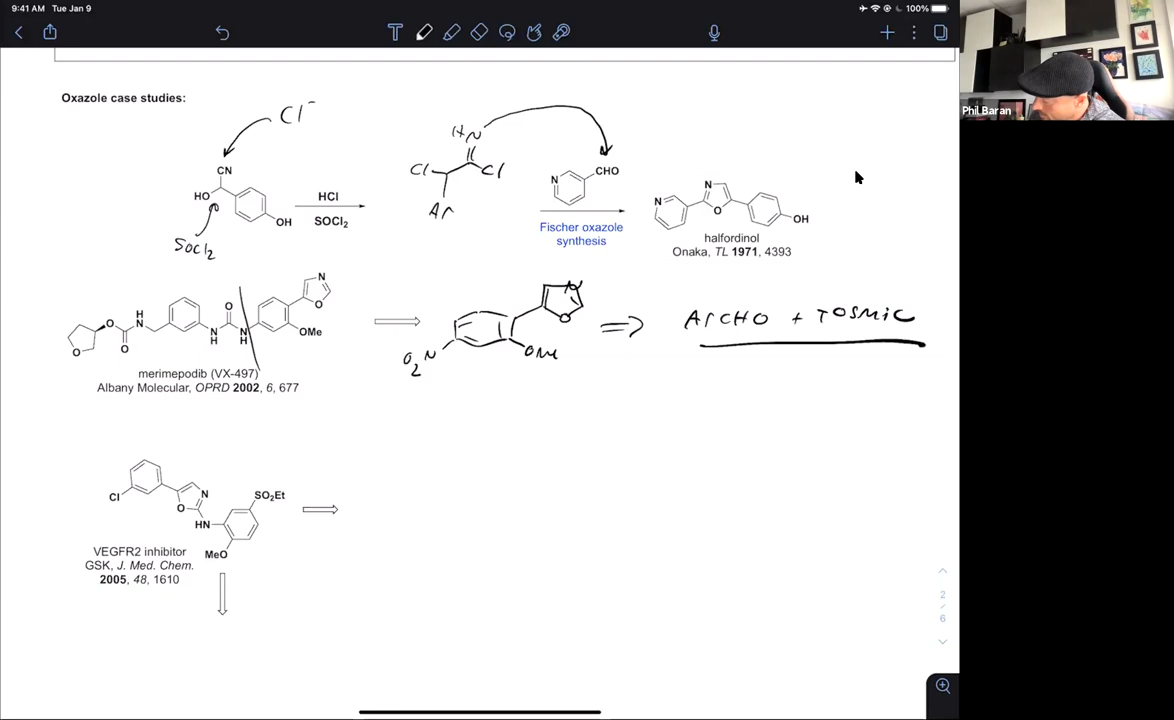 9:41 AM Tue Jan 9
100%
T
Phil Baran
Oxazole case studies:
Cl⁻
CN
HO
OH
SOCl2
HCl
SOCl₂
HN
Cl
Cl
Ar
N
CHO
Fischer oxazole
synthesis
N
N
O
OH
halfordinol
Onaka, TL 1971, 4393
O
O
O
H
N
N
H
O
N
H
N
O
OMe
merimepodib (VX-497)
Albany Molecular, OPRD 2002, 6, 677
O2N
N
O
OMe
ArCHO + TOSMIC
Cl
O
N
HN
SO₂Et
MeO
VEGFR2 inhibitor
GSK, J. Med. Chem.
2005, 48, 1610
2
/
6